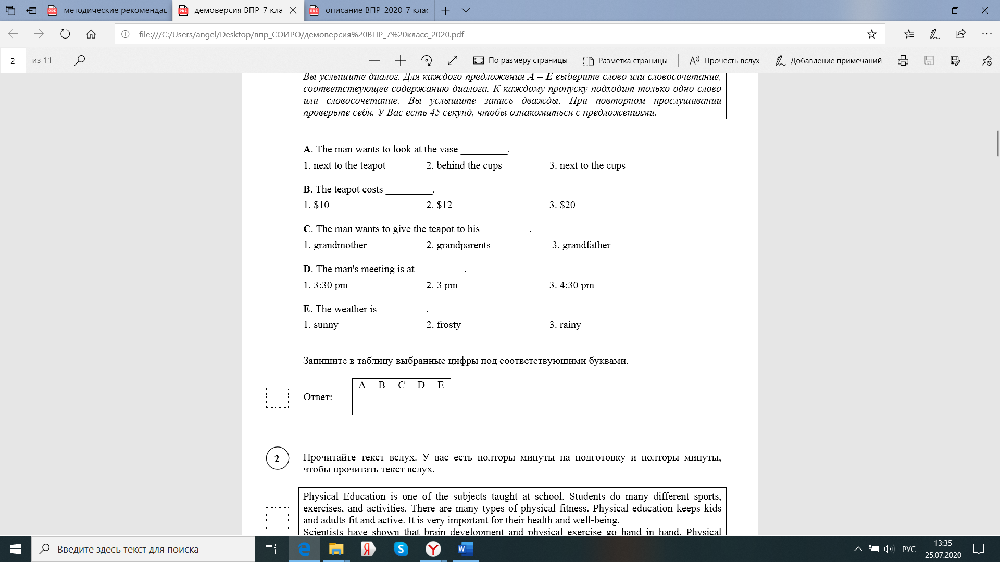 методические рекомендац
демоверсия ВПР_7 кла
описание ВПР_2020_7 клас
file:///C:/Users/angel/Desktop/впр_СОИРО/демоверсия%20ВПР_7%20класс_2020.pdf
2 из 11
По размеру страницы
Разметка страницы
Прочесть вслух
Добавление примечаний
Вы услышите диалог. Для каждого предложения A – E выберите слово или словосочетание,
соответствующее содержанию диалога. К каждому пропуску подходит только одно слово
или словосочетание. Вы услышите запись дважды. При повторном прослушивании
проверьте себя. У Вас есть 45 секунд, чтобы ознакомиться с предложениями.
A. The man wants to look at the vase _________.
1. next to the teapot 2. behind the cups 3. next to the cups
B. The teapot costs _________.
1. $10 2. $12 3. $20
C. The man wants to give the teapot to his _________.
1. grandmother 2. grandparents 3. grandfather
D. The man's meeting is at _________.
1. 3:30 pm 2. 3 pm 3. 4:30 pm
E. The weather is _________.
1. sunny 2. frosty 3. rainy
Запишите в таблицу выбранные цифры под соответствующими буквами.
A B C D E
Ответ:
2
Прочитайте текст вслух. У вас есть полторы минуты на подготовку и полторы минуты,
чтобы прочитать текст вслух.
Physical Education is one of the subjects taught at school. Students do many different sports,
exercises, and activities. There are many types of physical fitness. Physical education keeps kids
and adults fit and active. It is very important for their health and well-being.
Scientists have shown that brain development and physical exercise go hand in hand. Physical
Введите здесь текст для поиска
РУС
13:35
25.07.2020